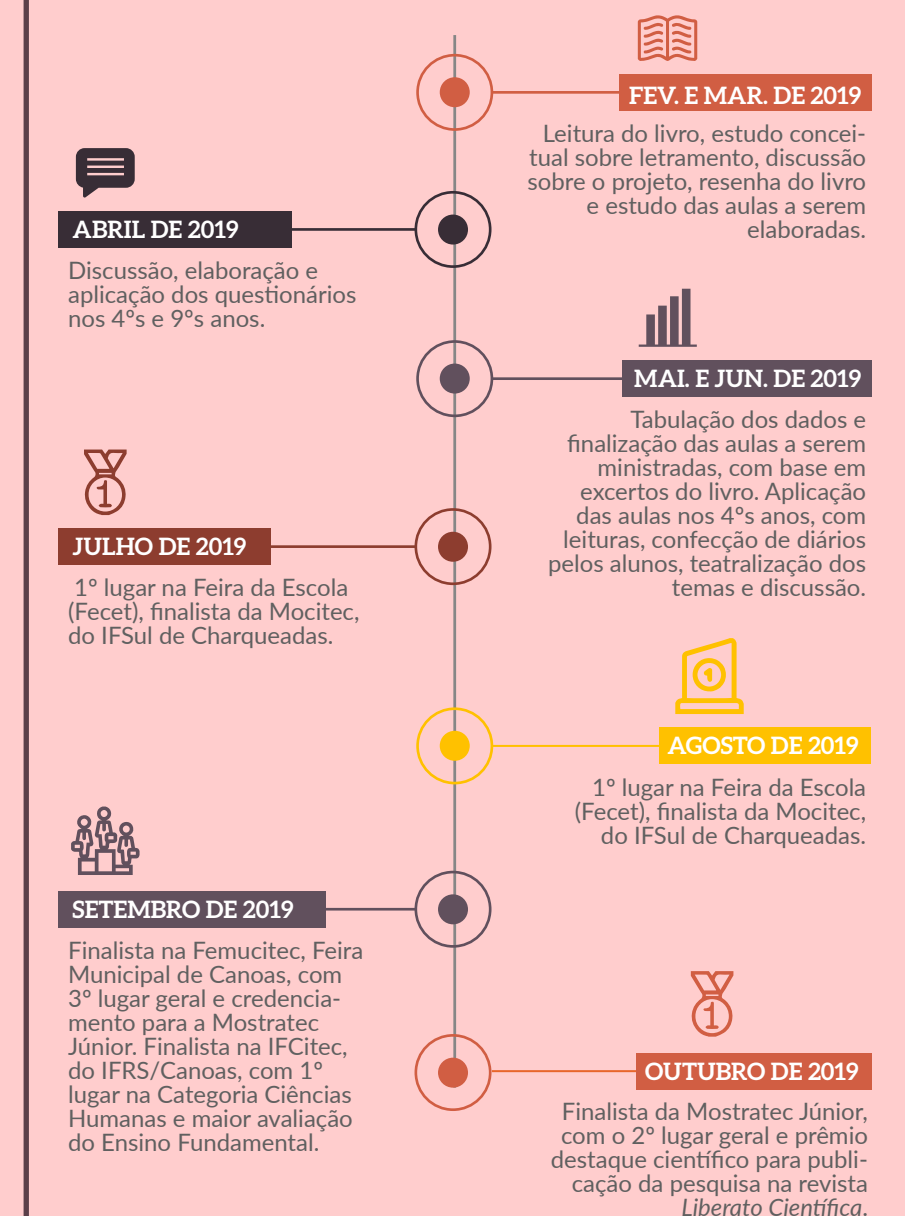 FEV. E MAR. DE 2019
Leitura do livro, estudo concei-
tual sobre letramento, discussão
sobre o projeto, resenha do livro
e estudo das aulas a serem
elaboradas.
ABRIL DE 2019
Discussão, elaboração e
aplicação dos questionários
nos 4ºs e 9ºs anos.
MAI. E JUN. DE 2019
Tabulação dos dados e
finalização das aulas a serem
ministradas, com base em
excertos do livro. Aplicação
das aulas nos 4ºs anos, com
leituras, confecção de diários
pelos alunos, teatralização dos
temas e discussão.
1
JULHO DE 2019
1º lugar na Feira da Escola
(Fecet), finalista da Mocitec,
do IFSul de Charqueadas.
1
AGOSTO DE 2019
1º lugar na Feira da Escola
(Fecet), finalista da Mocitec,
do IFSul de Charqueadas.
SETEMBRO DE 2019
Finalista na Femucitec, Feira
Municipal de Canoas, com
3º lugar geral e credencia-
mento para a Mostratec
Júnior. Finalista na IFCitec,
do IFRS/Canoas, com 1º
lugar na Categoria Ciências
Humanas e maior avaliação
do Ensino Fundamental.
1
OUTUBRO DE 2019
Finalista da Mostratec Júnior,
com o 2º lugar geral e prêmio
destaque científico para publi-
cação da pesquisa na revista
Liberato Científica.